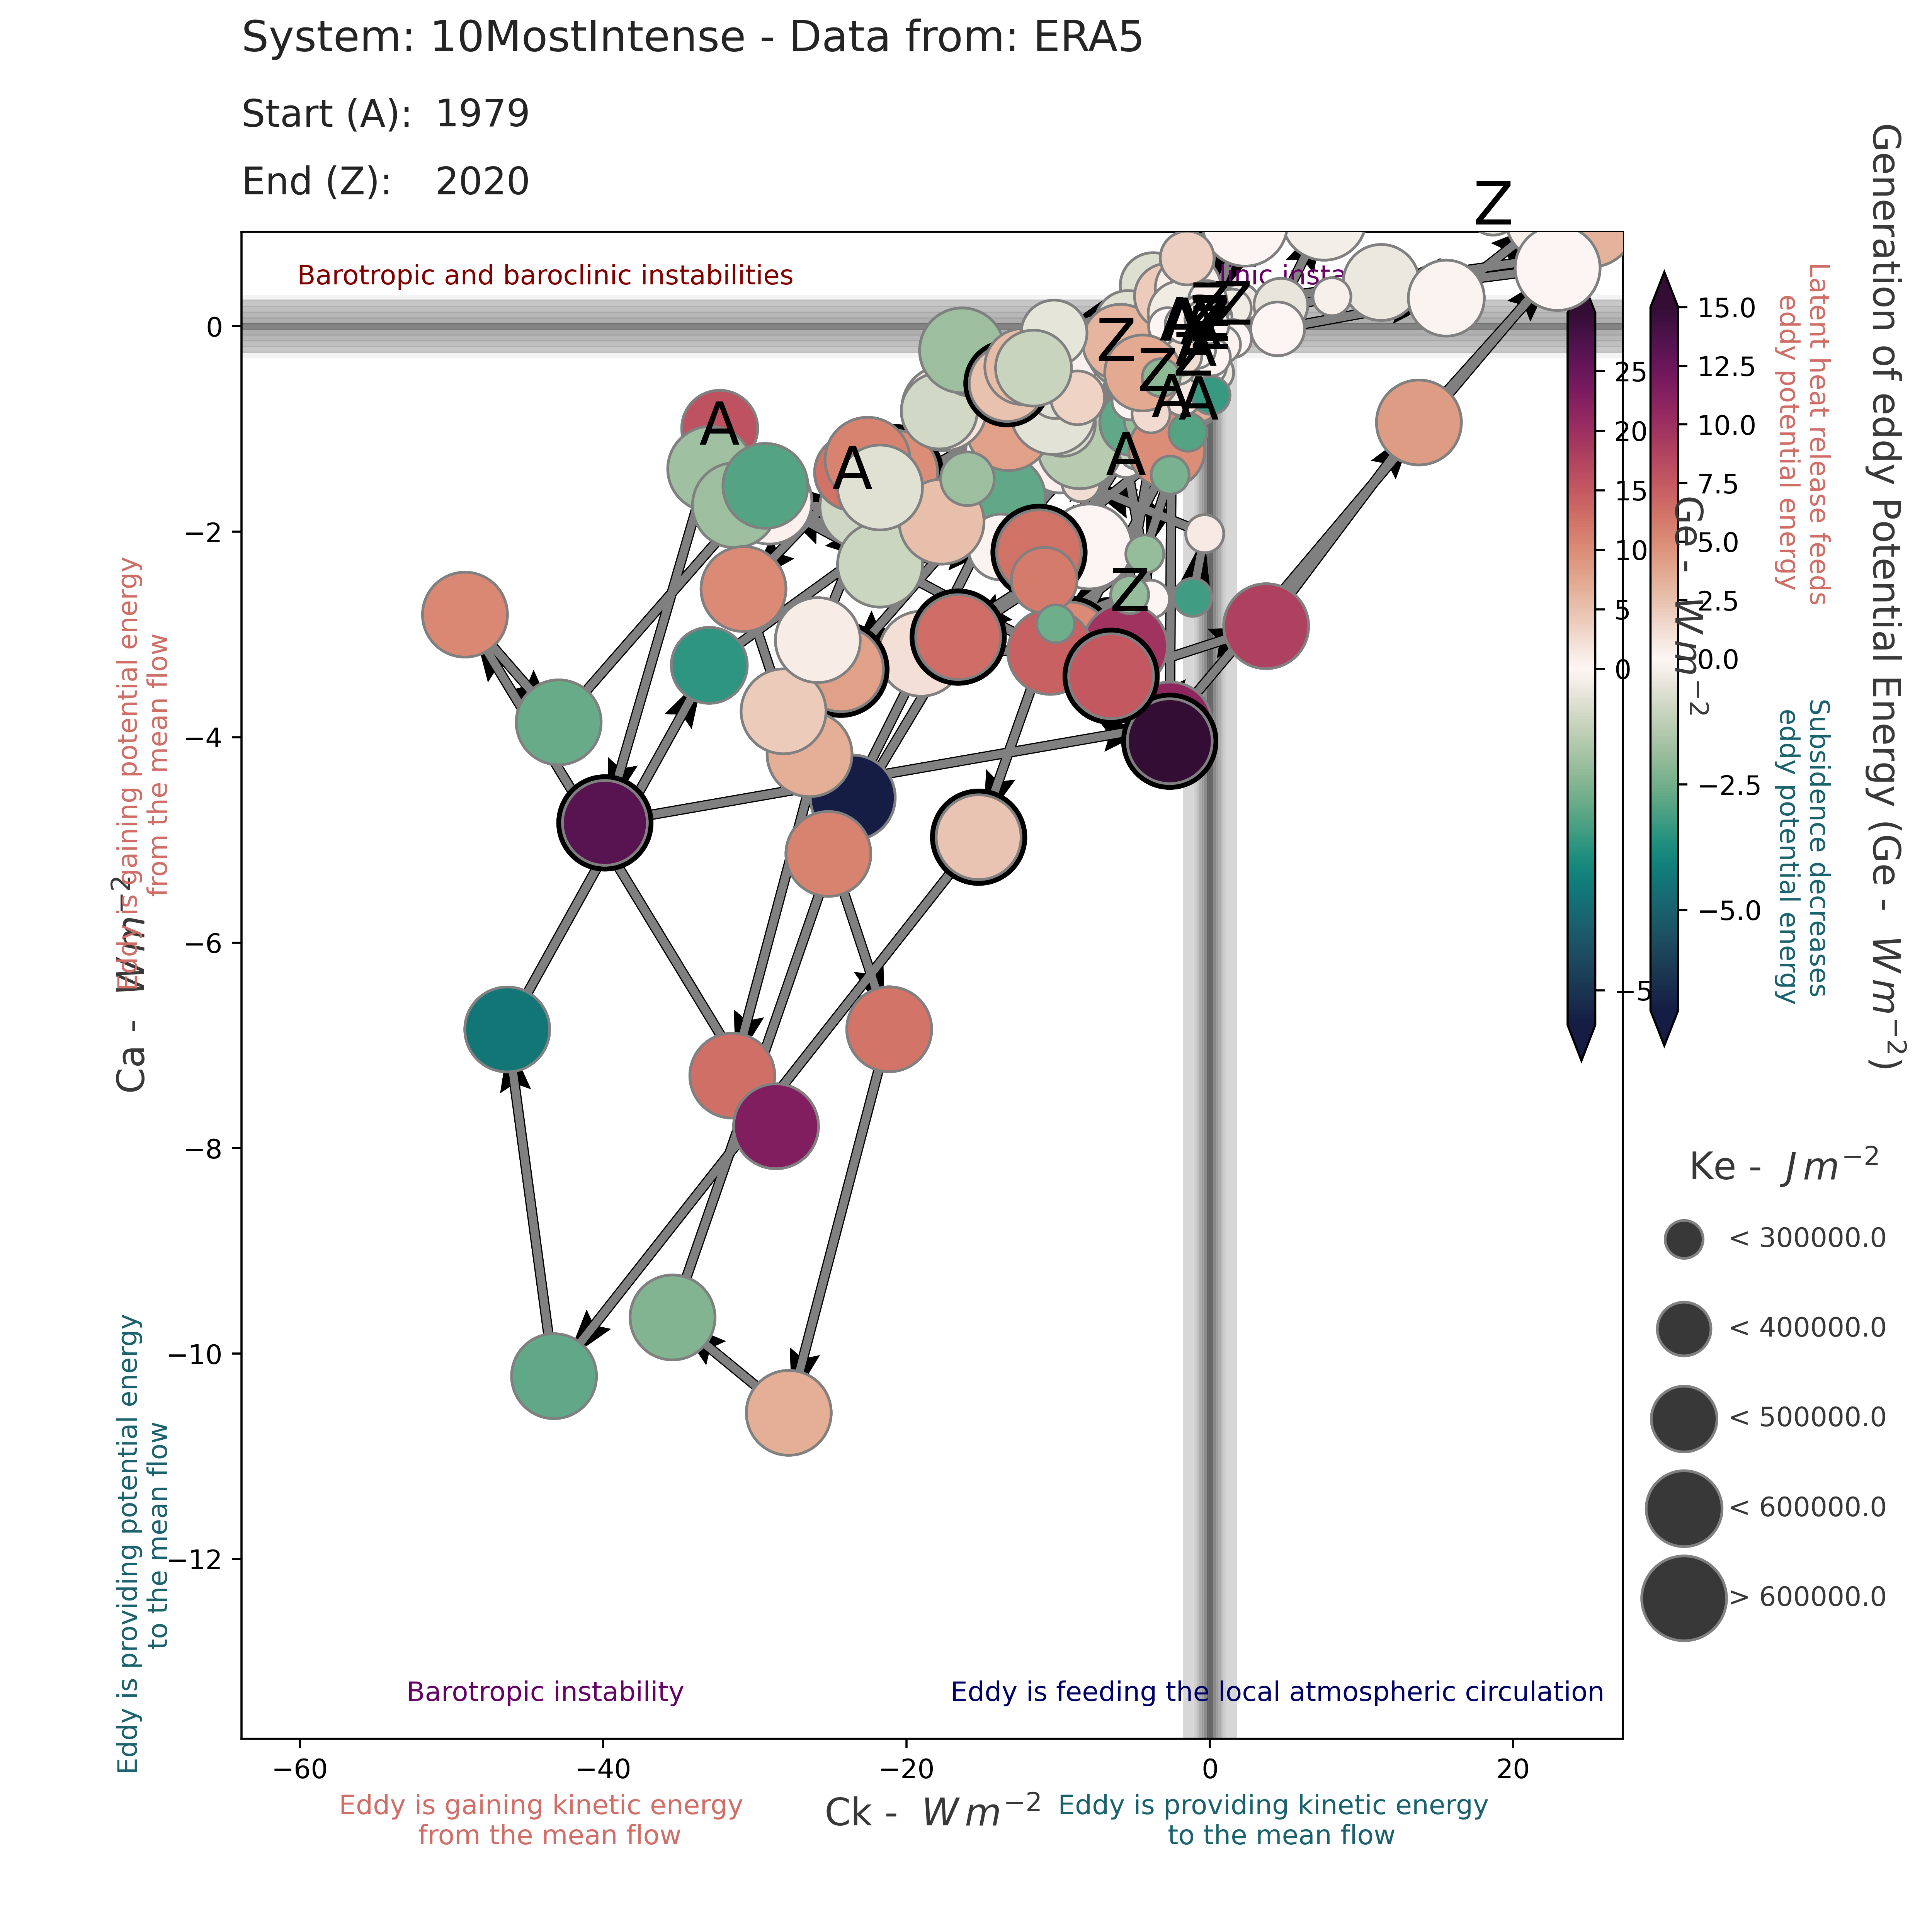 System: 10MostIntense - Data from: ERA5
Start (A): 1979
End (Z): 2020
Z
Barotropic and baroclinic instabilities
linic insta
0
−2
−4
−6
−8
−10
−12
−60
−40
−20
0
20
A
A
A
A
A
Z
Z
Z
Z
Barotropic instability
Eddy is feeding the local atmospheric circulation
Eddy is gaining kinetic energy
from the mean flow
Ck - W m−2
Eddy is providing kinetic energy
to the mean flow
Eddy is gaining potential energy
from the mean flow
Ca - W m−2
Eddy is providing potential energy
to the mean flow
25
20
15
10
5
0
−5
Ge - W m−2
15.0
12.5
10.0
7.5
5.0
2.5
0.0
−2.5
−5.0
Latent heat release feeds
eddy potential energy
Subsidence decreases
eddy potential energy
Generation of eddy Potential Energy (Ge - W m−2)
Ke - J m−2
< 300000.0
< 400000.0
< 500000.0
< 600000.0
> 600000.0